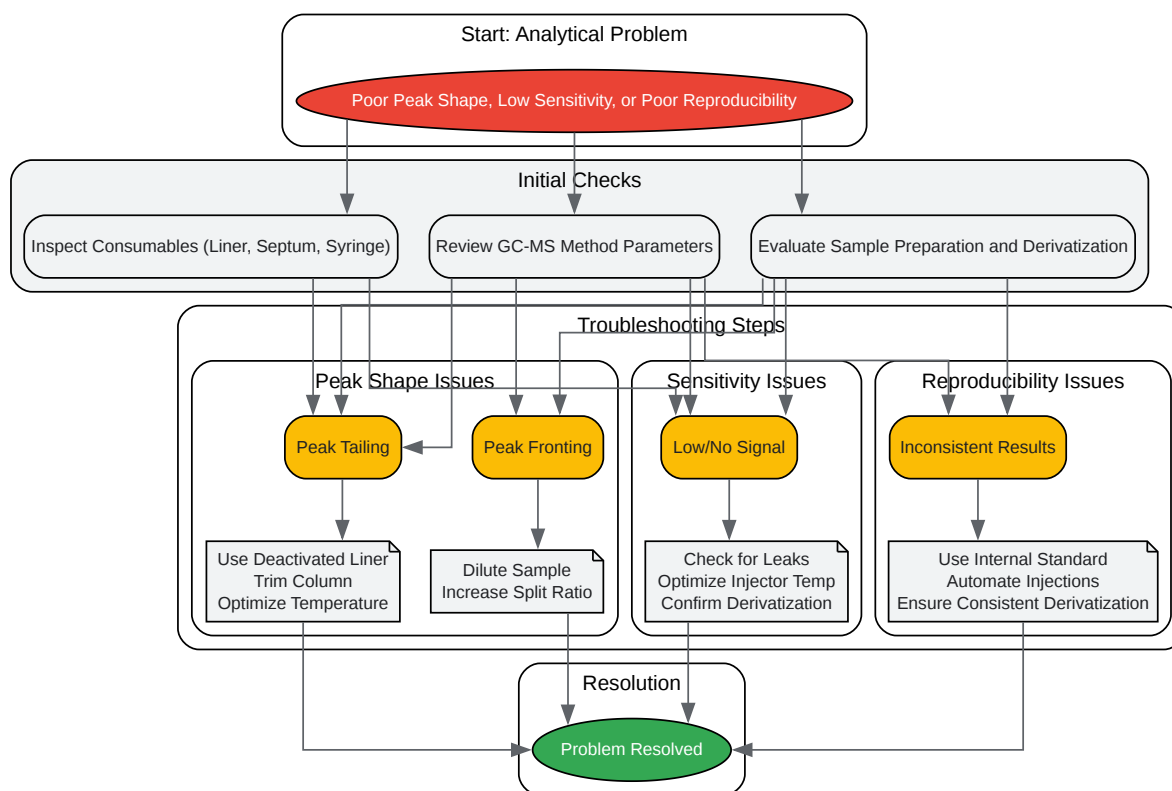 Start: Analytical Problem
Poor Peak Shape, Low Sensitivity, or Poor Reproducibility
Initial Checks
Inspect Consumables (Liner, Septum, Syringe)
Review GC-MS Method Parameters
Evaluate Sample Preparation and Derivatization
Troubleshooting Steps
Peak Shape Issues
Sensitivity Issues
Reproducibility Issues
Peak Tailing
Peak Fronting
Low/No Signal
Inconsistent Results
Use Deactivated Liner
Trim Column
Optimize Temperature
Dilute Sample
Increase Split Ratio
Check for Leaks
Optimize Injector Temp
Confirm Derivatization
Use Internal Standard
Automate Injections
Ensure Consistent Derivatization
Resolution
Problem Resolved